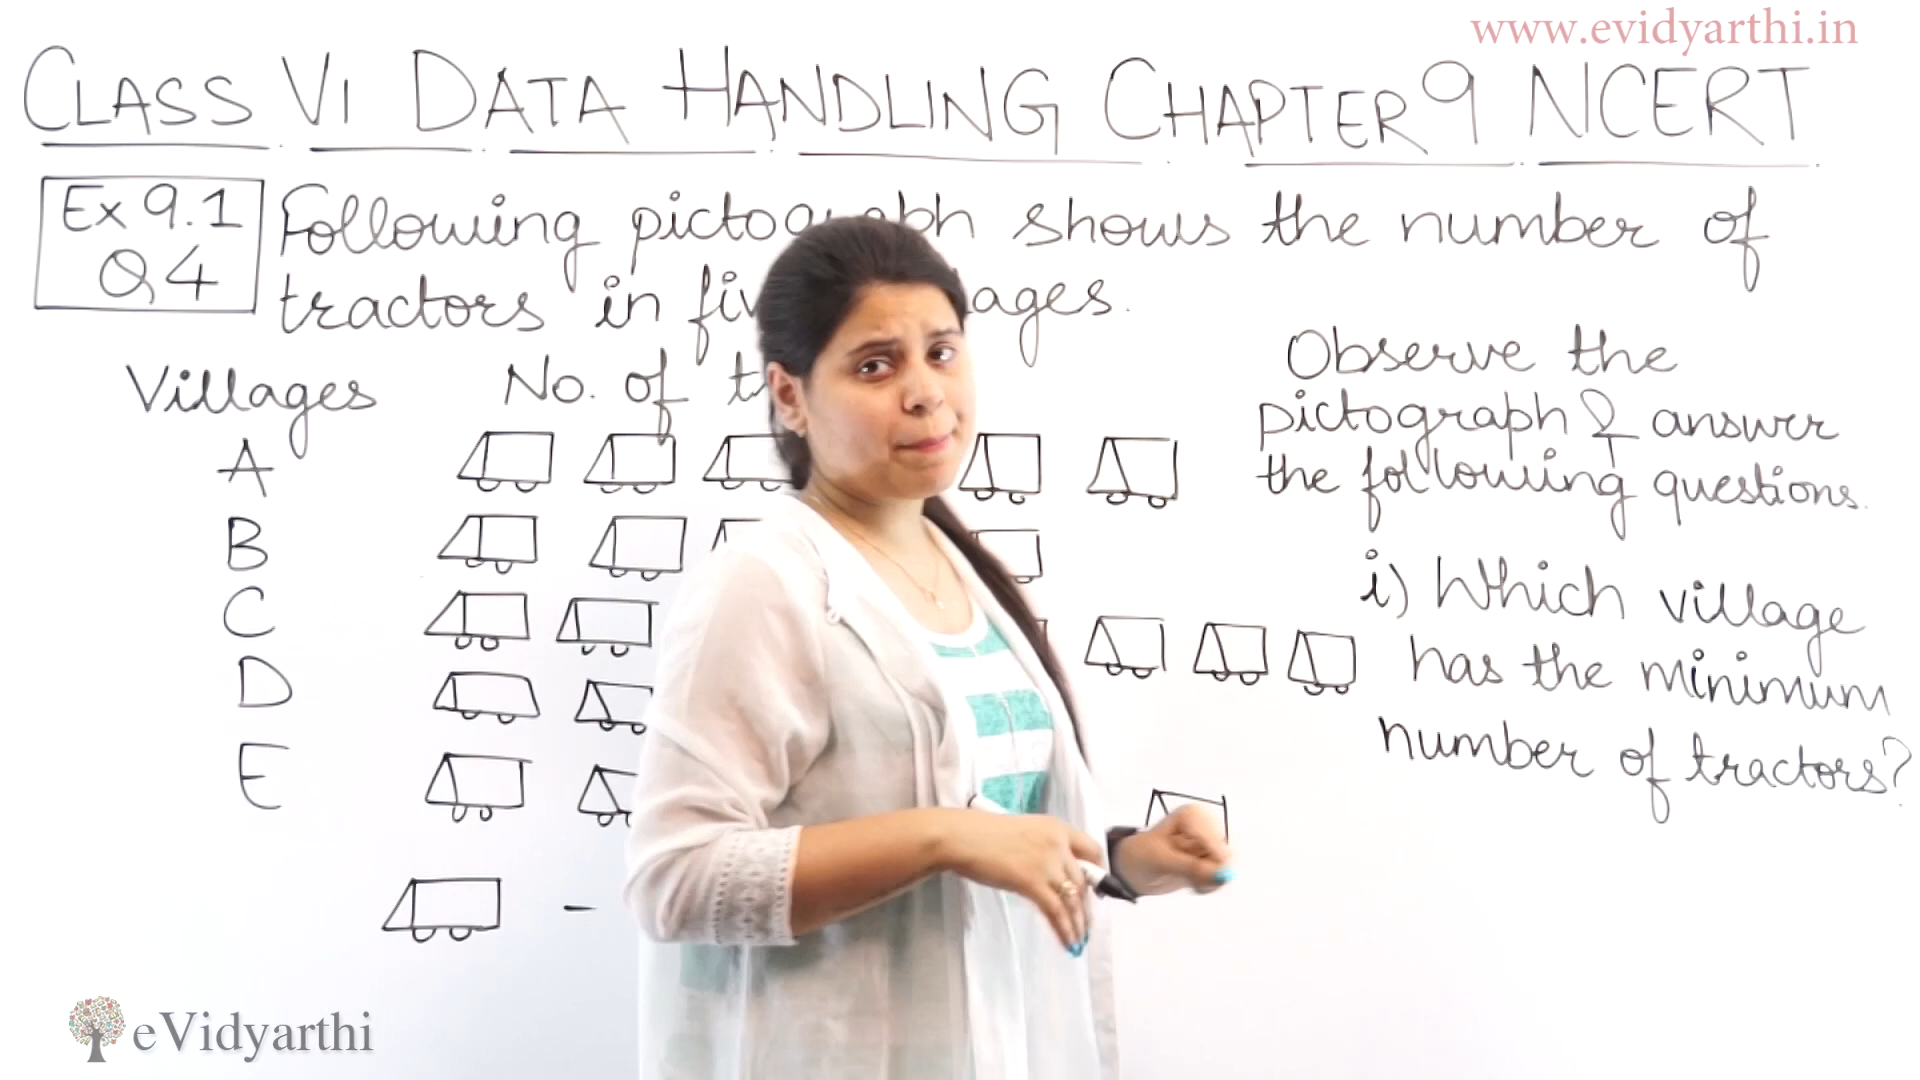 www.evidyarthi.in
CLASS VI DATA HANDLING CHAPTER 9 NCERT
Ex 9.1
Q4
Following shows the number of
tractors in
Villages No. of
A
B
C
D
E
-
Observe the
pictograph & answer
the following questions.
i) Which village
has the minimum
number of tractors?
eVidyarthi